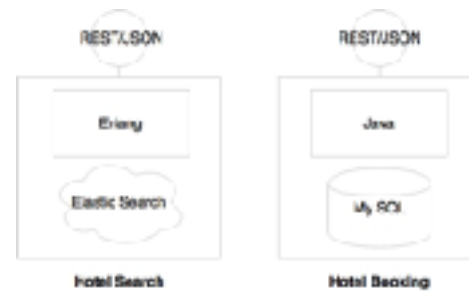 REST/JSON
REST/JSON
Erlang
Java
Elastic Search
My SQL
Hotel Search
Hotel Booking